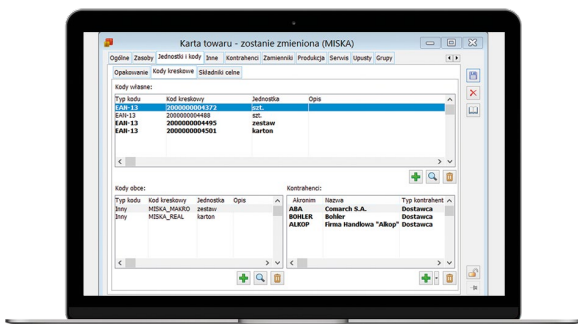 Karta towaru - zostanie zmieniona (MISKA)
Ogólne Zasoby Jednostki i kody Inne Kontrahenci Zamienniki Produkcja Serwis Upusty Grupy
Opakowanie Kody kreskowe Składniki celne
Kody własne:
Typ kodu Kod kreskowy Jednostka Opis
EAN-13 2000000004372 szt.
EAN-13 2000000004488 szt.
EAN-13 2000000004495 zestaw
EAN-13 2000000004501 karton
Kody obce:
Typ kodu Kod kreskowy Jednostka Opis
Inny MISKA_MAKRO zestaw
Inny MISKA_REAL karton
Kontrahenci:
Akronim Nazwa Typ kontrahent
ABA Comarch S.A. Dostawca
BOHLER Bohler Dostawca
ALKOP Firma Handlowa "Alkop" Dostawca